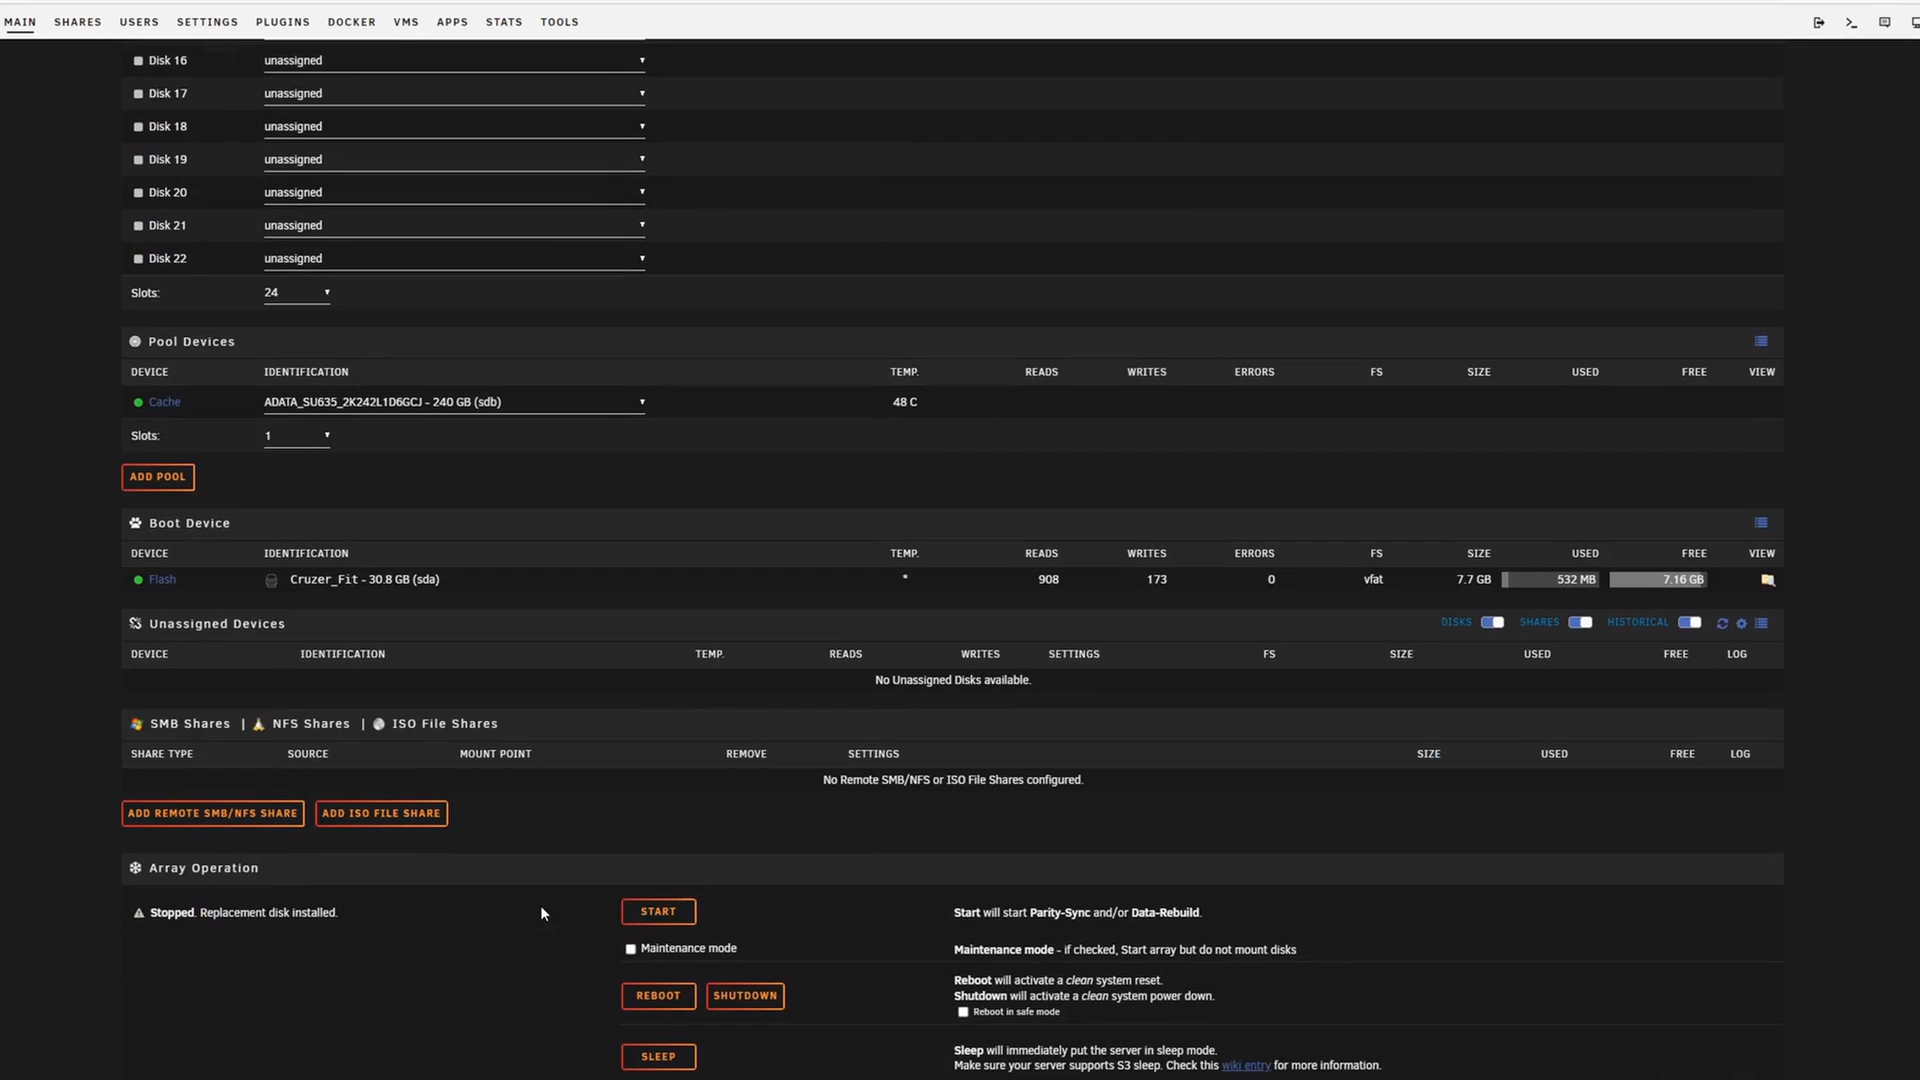 MAIN SHARES USERS SETTINGS PLUGINS DOCKER VMS APPS STATS TOOLS
Disk 16 unassigned
Disk 17 unassigned
Disk 18 unassigned
Disk 19 unassigned
Disk 20 unassigned
Disk 21 unassigned
Disk 22 unassigned
Slots: 24
Pool Devices
DEVICE IDENTIFICATION TEMP. READS WRITES ERRORS FS SIZE USED FREE VIEW
Cache ADATA_SU635_2K242L1D6GCJ - 240 GB (sdb) 48 C
Slots: 1
ADD POOL
Boot Device
DEVICE IDENTIFICATION TEMP. READS WRITES ERRORS FS SIZE USED FREE VIEW
Flash Cruzer_Fit - 30.8 GB (sda) * 908 173 0 vfat 7.7 GB 532 MB 7.16 GB
Unassigned Devices DISKS SHARES HISTORICAL
DEVICE IDENTIFICATION TEMP. READS WRITES SETTINGS FS SIZE USED FREE LOG
No Unassigned Disks available.
SMB Shares | NFS Shares | ISO File Shares
SHARE TYPE SOURCE MOUNT POINT REMOVE SETTINGS SIZE USED FREE LOG
No Remote SMB/NFS or ISO File Shares configured.
ADD REMOTE SMB/NFS SHARE ADD ISO FILE SHARE
Array Operation
Stopped. Replacement disk installed. START Start will start Parity-Sync and/or Data-Rebuild.
Maintenance mode Maintenance mode - if checked, Start array but do not mount disks
Reboot will activate a clean system reset.
REBOOT SHUTDOWN Shutdown will activate a clean system power down.
Reboot in safe mode
SLEEP Sleep will immediately put the server in sleep mode.
Make sure your server supports S3 sleep. Check this wiki entry for more information.